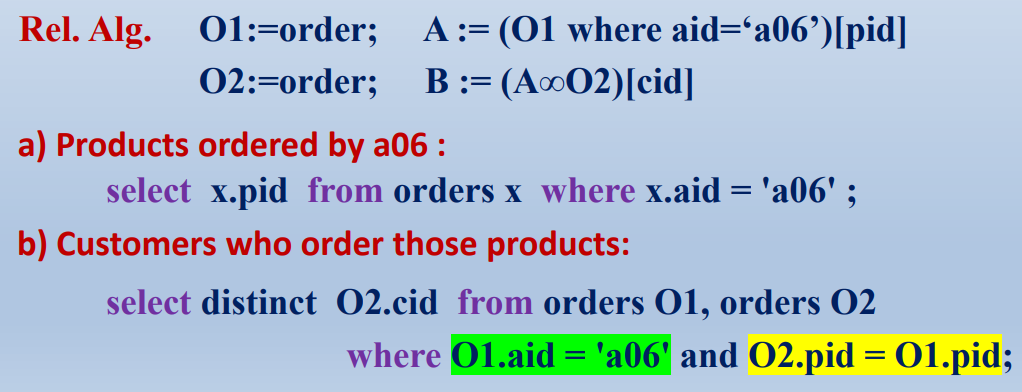 Rel. Alg. O1:=order; A := (O1 where aid=‘a06’)[pid]
O2:=order; B := (A∞O2)[cid]
a) Products ordered by a06 :
select x.pid from orders x where x.aid = 'a06' ;
b) Customers who order those products:
select distinct O2.cid from orders O1, orders O2
where O1.aid = 'a06' and O2.pid = O1.pid;